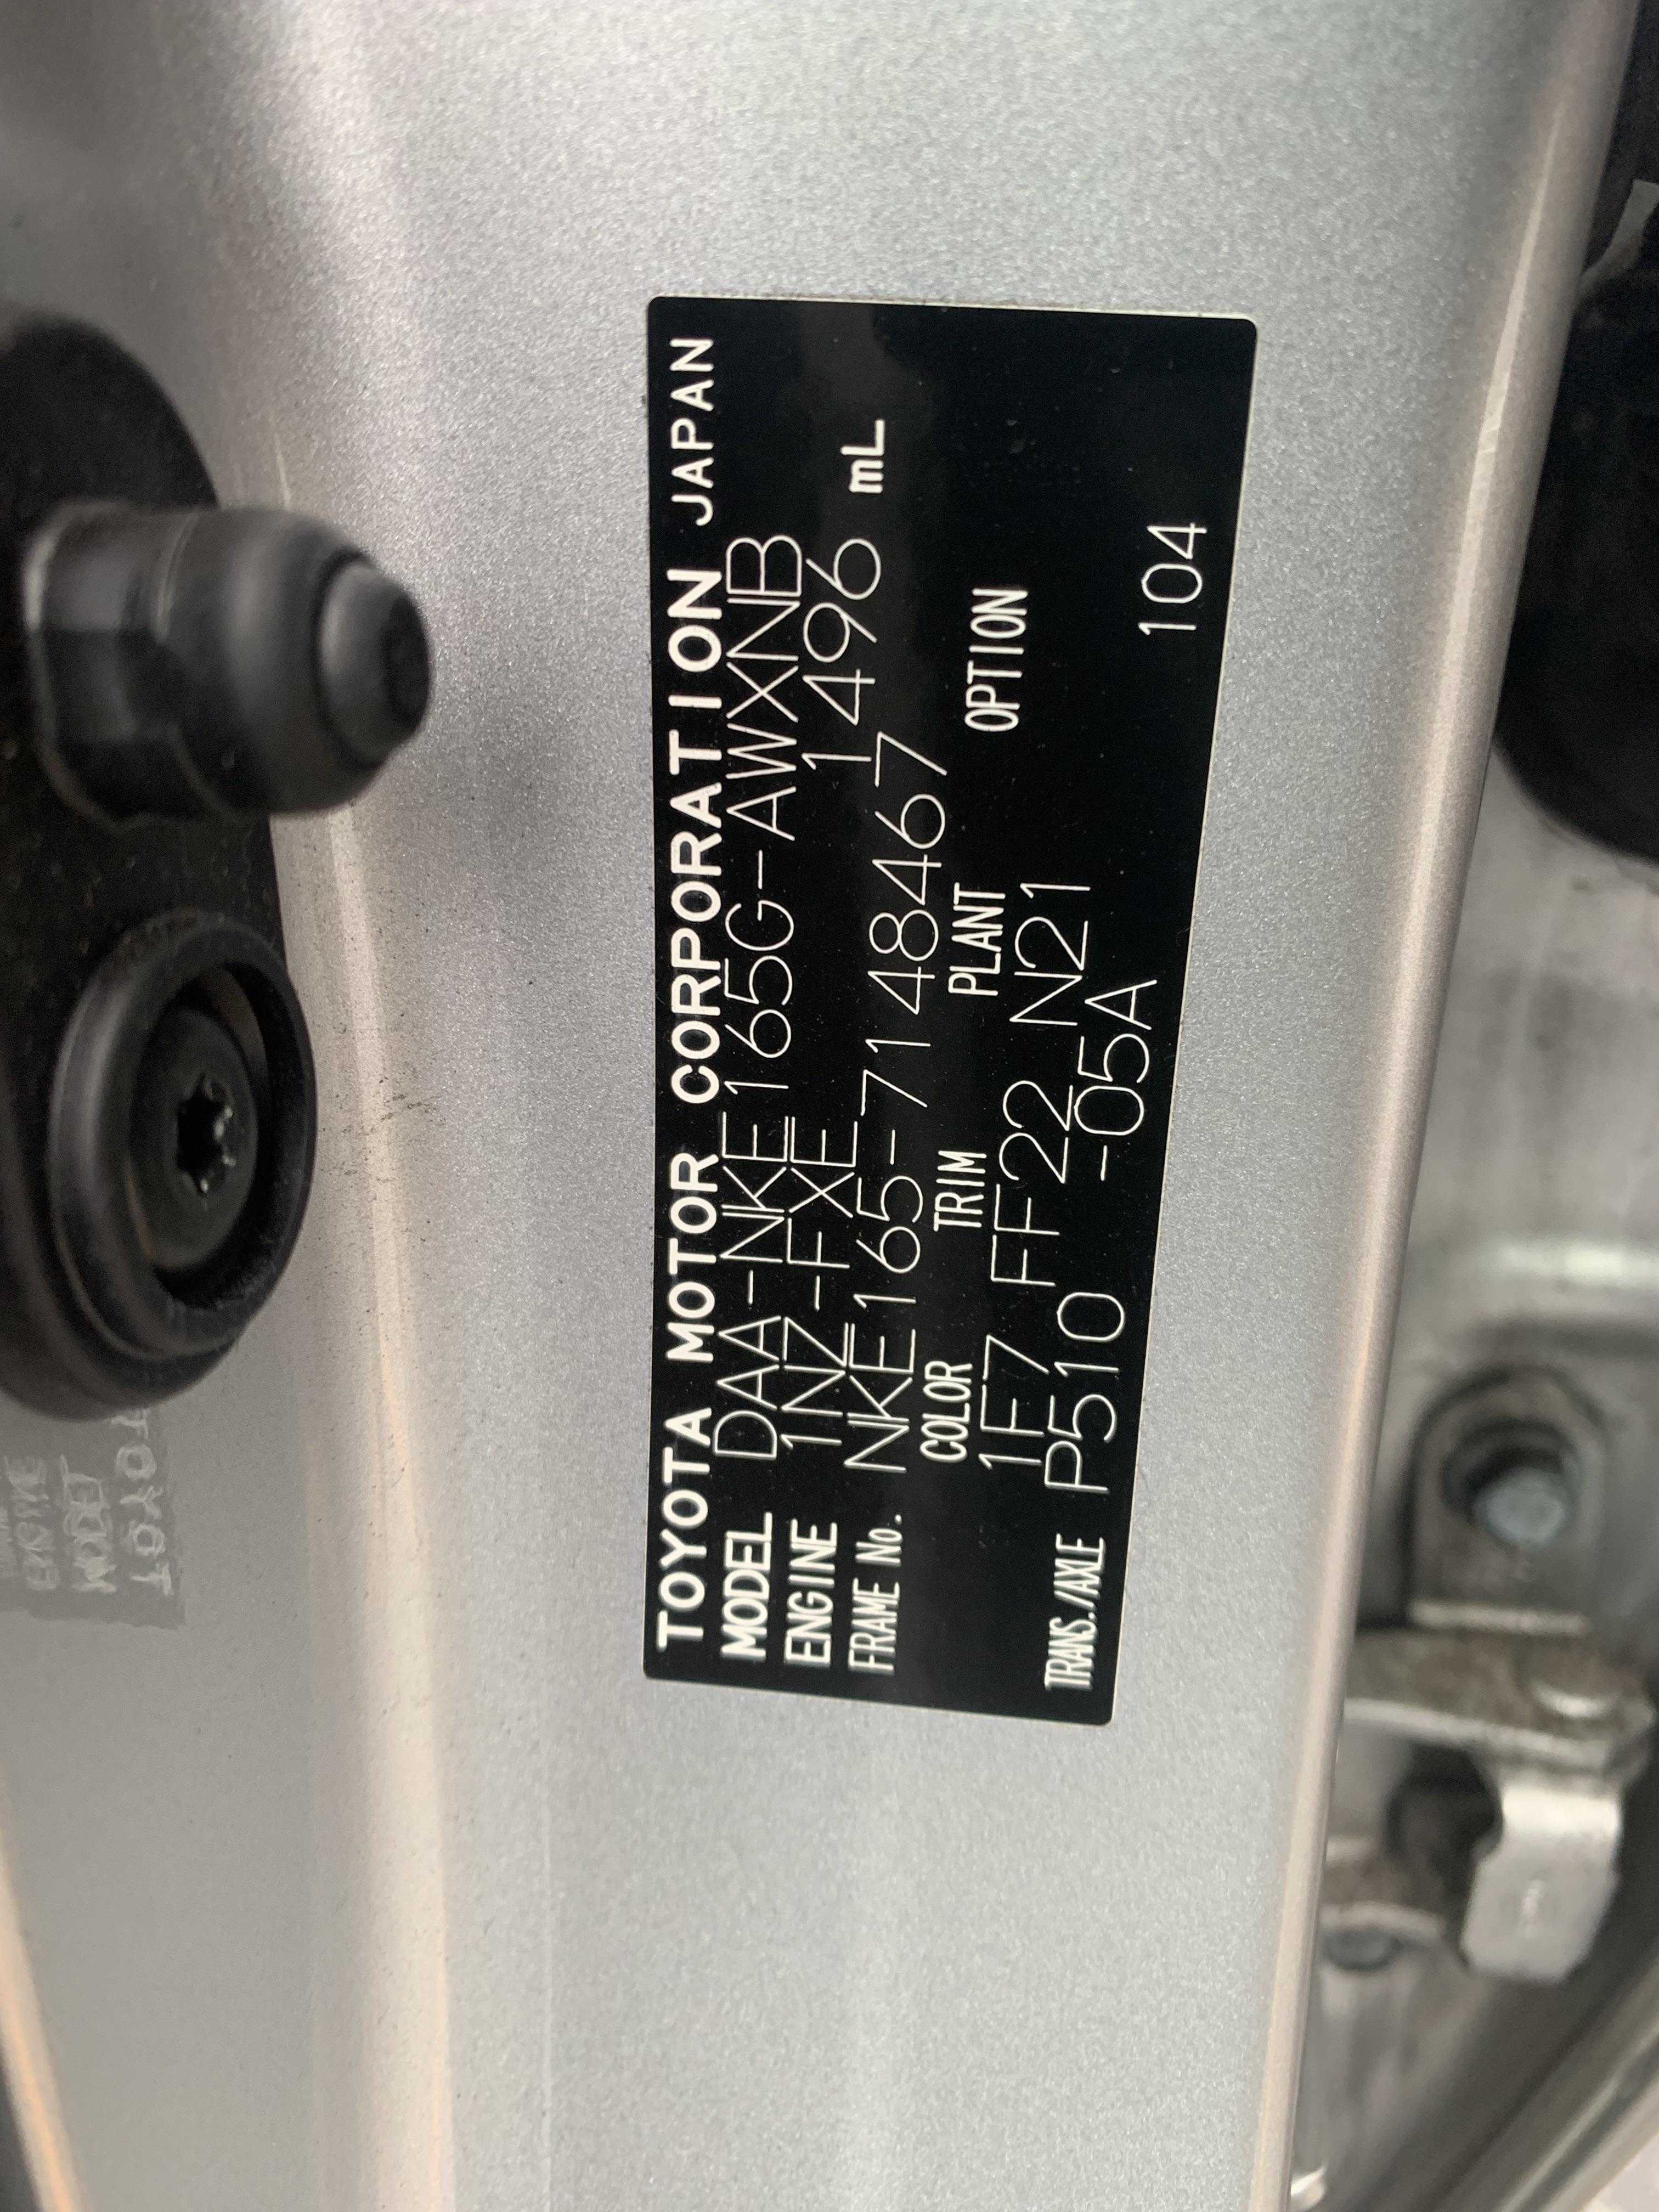 TOYOTA MOTOR CORPORATION JAPAN
MODEL DAA-NKE165G-AWXNB
ENGINE 1NZ-FXE 1496 mL
FRAME No. NKE165-7148467
COLOR TRIM PLANT OPTION
1F7 FF22 N21
TRANS./AXLE P510 -05A
104